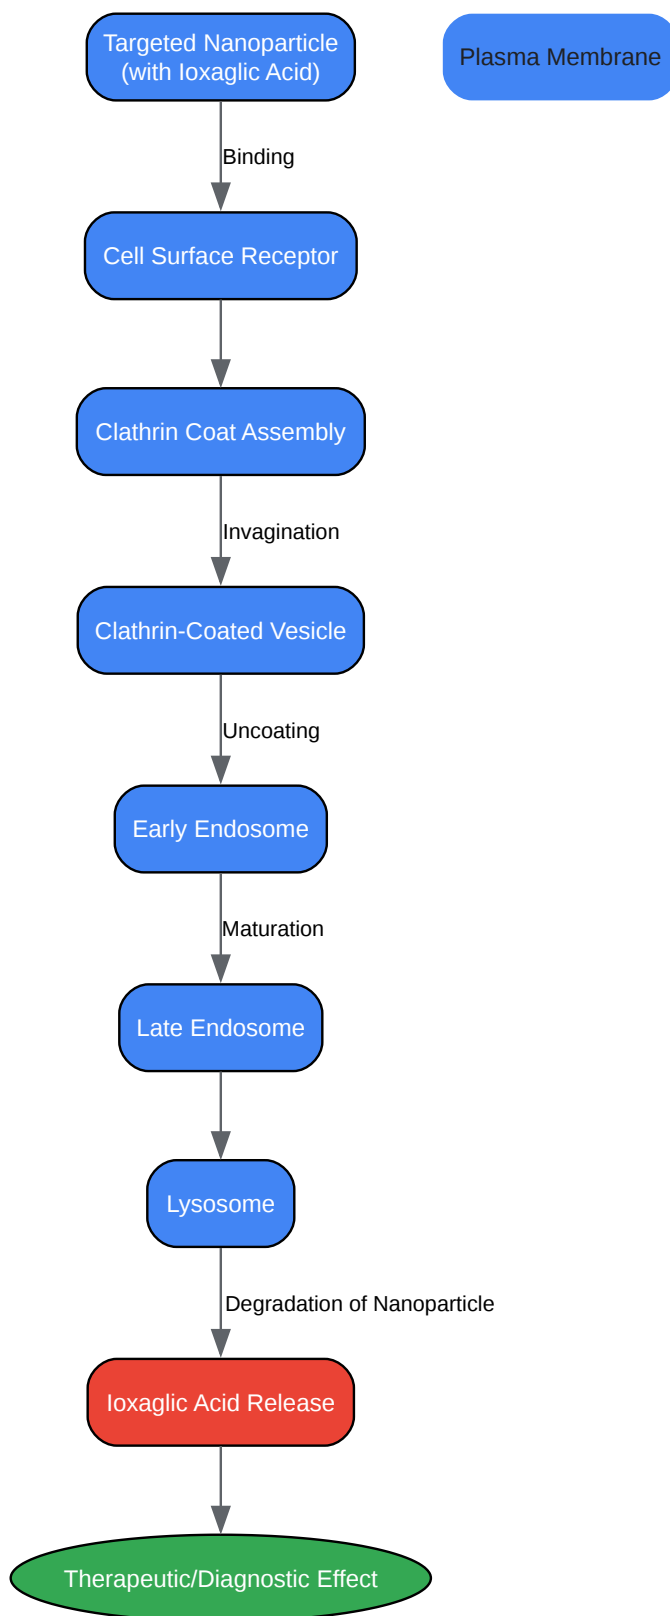 Targeted Nanoparticle
(with Ioxaglic Acid)
Plasma Membrane
Binding
Cell Surface Receptor
Clathrin Coat Assembly
Invagination
Clathrin-Coated Vesicle
Uncoating
Early Endosome
Maturation
Late Endosome
Lysosome
Degradation of Nanoparticle
Ioxaglic Acid Release
Therapeutic/Diagnostic Effect